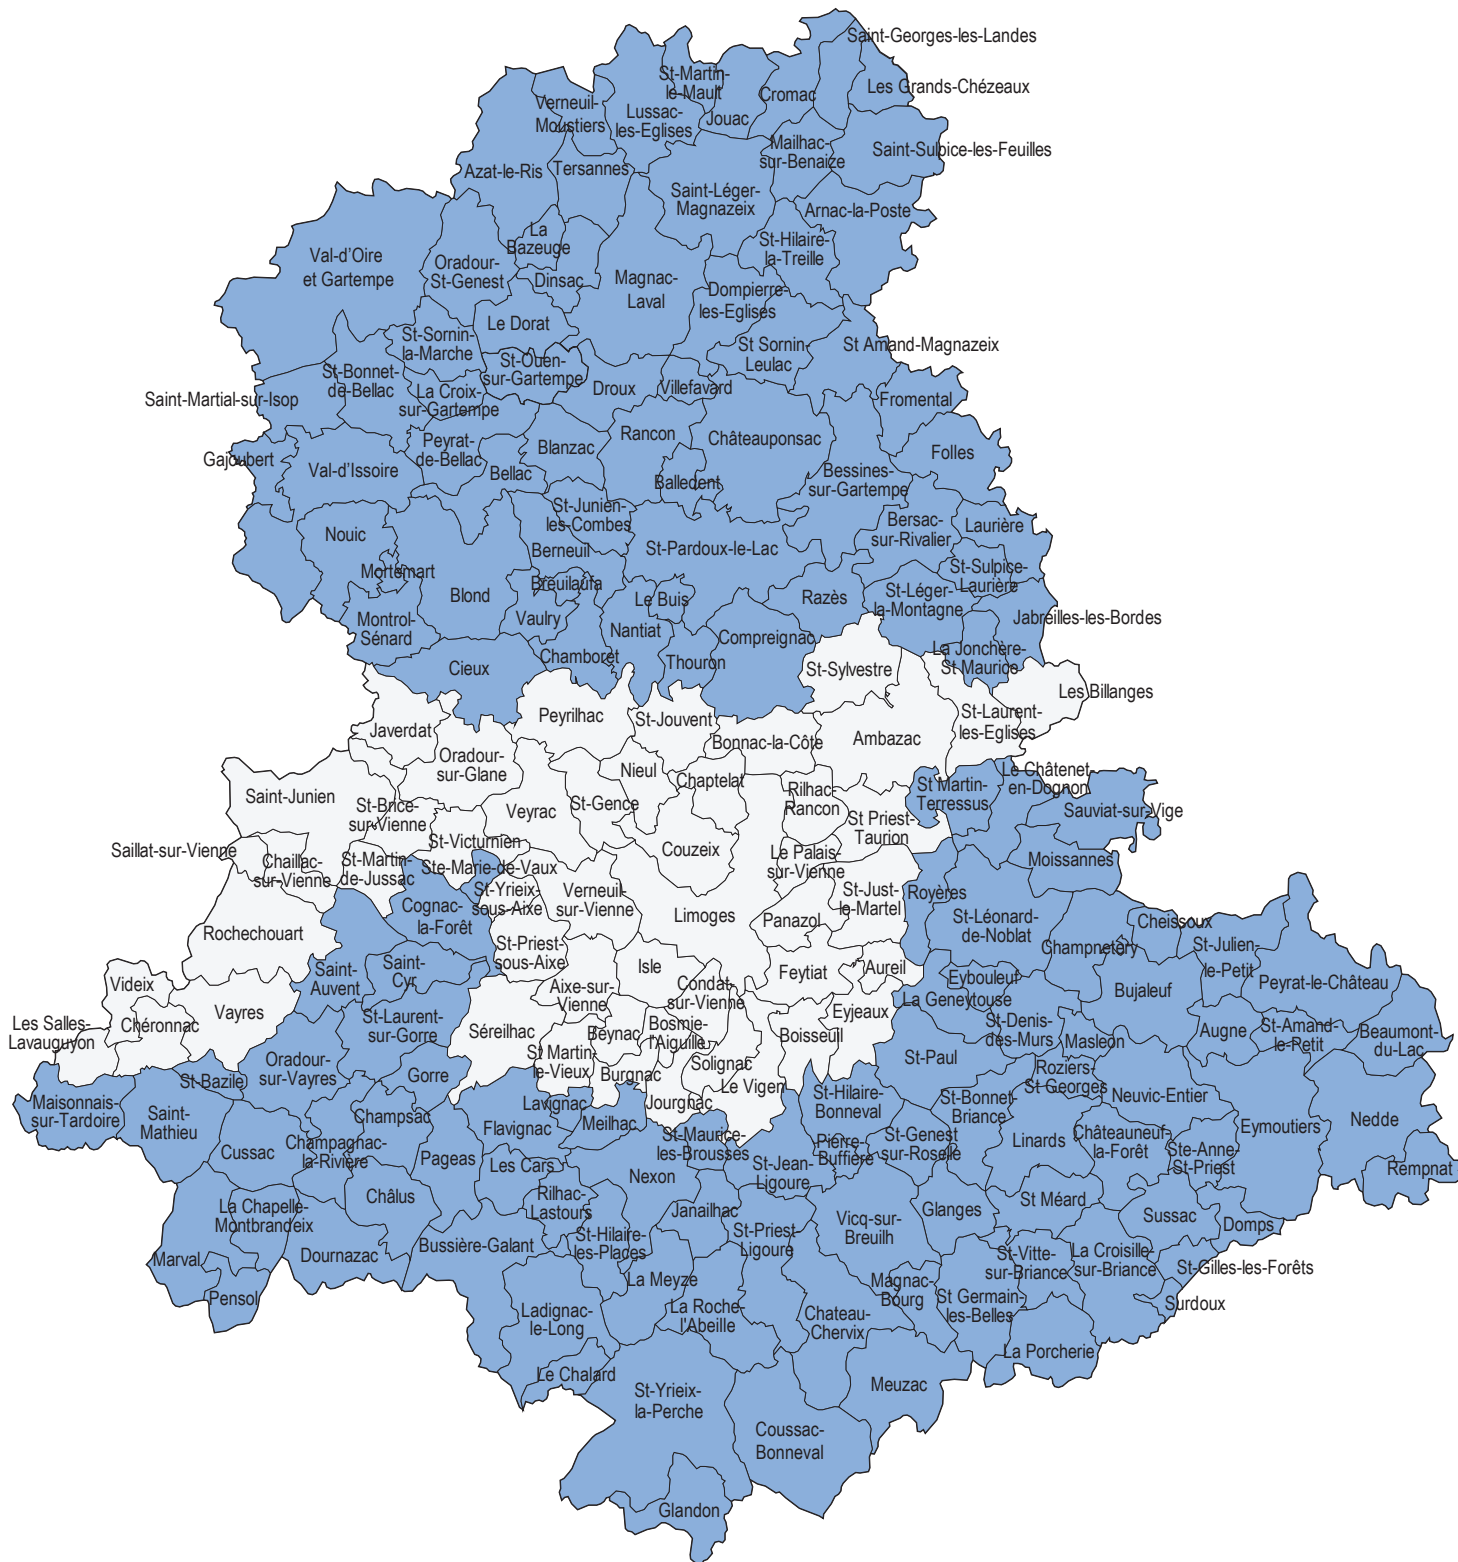 Saint-Georges-les-Landes
St-Martin-
le-Mault
Les Grands-Chézeaux
Cromac
Verneuil-
Moustiers
Lussac-
les-Eglises
Jouac
Mailhac-
sur-Benaize
Saint-Sulpice-les-Feuilles
Azat-le-Ris
Tersannes
Saint-Léger-
Magnazeix
Arnac-la-Poste
La
Bazeuge
St-Hilaire-
la-Treille
Val-d'Oire
et Gartempe
Oradour-
St-Genest
Dinsac
Magnac-
Laval
Dompierre-
les-Eglises
Le Dorat
St-Sornin-
la-Marche
St Sornin-
Leulac
St Amand-Magnazeix
St-Ouen-
sur-Gartempe
St-Bonnet-
de-Bellac
La Croix-
sur-Gartempe
Droux
Villefavard
Saint-Martial-sur-Isop
Fromental
Rancon
Châteauponsac
Peyrat-
de-Bellac
Blanzac
Folles
Gajoubert
Val-d'Issoire
Bellac
Balledent
Bessines-
sur-Gartempe
St-Junien-
les-Combes
Bersac-
sur-Rivalier
Laurière
Nouic
Berneuil
St-Pardoux-le-Lac
Mortemart
Breuilaufa
St-Sulpice-
Laurière
Blond
Le Buis
Razès
St-Léger-
la-Montagne
Montrol-
Sénard
Vaulry
Nantiat
Compreignac
Jabreilles-les-Bordes
Cieux
Chamboret
Thouron
St-Sylvestre
La Jonchère-
St Maurice
Les Billanges
Javerdat
Peyrilhac
St-Jouvent
Bonnac-la-Côte
Ambazac
St-Laurent-
les-Eglises
Oradour-
sur-Glane
Nieul
Chaptelat
Rilhac-
Rancon
St Martin-
Terressus
Le Châtenet-
en-Dognon
Saint-Junien
St-Brice-
sur-Vienne
Veyrac
St-Gence
Sauviat-sur-Vige
St Priest-
Taurion
Saillat-sur-Vienne
St-Victurnien
Couzeix
Le Palais-
sur-Vienne
Moissannes
Chaillac-
sur-Vienne
St-Martin-
de-Jussac
Ste-Marie-de-Vaux
St-Yrieix-
sous-Aixe
Verneuil-
sur-Vienne
St-Just-
le-Martel
Royères
Cognac-
la-Forêt
Limoges
Panazol
St-Léonard-
de-Noblat
Cheissoux
Rochechouart
St-Priest-
sous-Aixe
Champnetéry
St-Julien-
le-Petit
Saint-
Auvent
Saint-
Cyr
Isle
Feytiat
Aureil
Eybouleuf
Bujaleuf
Peyrat-le-Château
Videix
Aixe-sur-
Vienne
Condat-
sur-Vienne
La Geneytouse
Vayres
Chéronnac
St-Laurent-
sur-Gorre
Eyjeaux
Les Salles-
Lavauguyon
Séreilhac
Beynac
Bosmie-
l'Aiguille
Boisseuil
St-Denis-
des-Murs
Masleon
Augne
St-Amand-
le-Petit
Beaumont-
du-Lac
Oradour-
sur-Vayres
St Martin-
le-Vieux
Burgnac
Solignac
Le Vigen
St-Paul
Roziers-
St-Georges
Gorre
St-Bazile
Jourgnac
Neuvic-Entier
Maisonnais-
sur-Tardoire
Saint-
Mathieu
Champsac
Lavignac
Meilhac
St-Hilaire-
Bonneval
St-Bonnet-
Briance
Nedde
Flavignac
St-Maurice-
les-Brousses
Pierre-
Buffière
St-Genest
sur-Roselle
Linards
Châteauneuf-
la-Forêt
Eymoutiers
Cussac
Champagnac-
la-Rivière
Pageas
Les Cars
Nexon
St-Jean-
Ligoure
Ste-Anne-
St-Priest
Rempnat
La Chapelle-
Montbrandeix
Châlus
Rilhac-
Lastours
Janailhac
Vicq-sur-
Breuilh
Glanges
St Méard
Sussac
Domps
Bussière-Galant
St-Hilaire-
les-Places
St-Priest-
Ligoure
Marval
Dournazac
La Meyze
St-Vitte-
sur-Briance
La Croisille-
sur-Briance
St-Gilles-les-Forêts
Pensol
Magnac-
Bourg
St Germain-
les-Belles
Surdoux
Ladignac-
le-Long
La Roche-
l'Abeille
Chateau-
Chervix
La Porcherie
Le Chalard
St-Yrieix-
la-Perche
Meuzac
Coussac-
Bonneval
Glandon